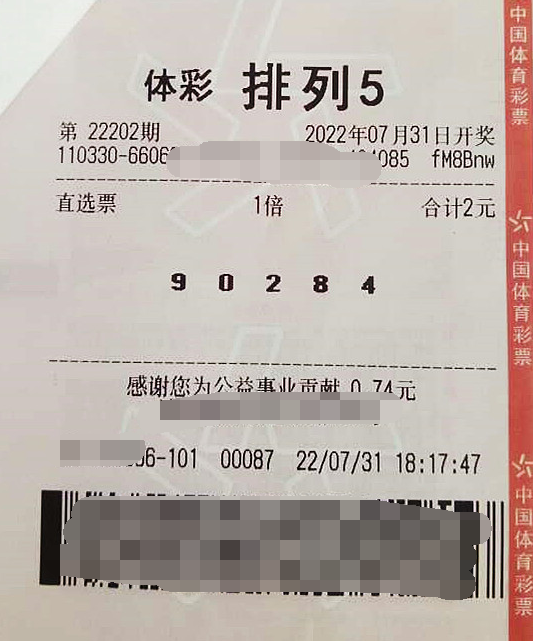 体彩 排列5
第 22202期 2022年07月31日开奖
110330-6606 4085 fM8Bnw
直选票 1倍 合计2元
9 0 2 8 4
感谢您为公益事业贡献 0.74元
6-101 00087 22/07/31 18:17:47
中国体育彩票
中国体育彩票
中国体育彩票